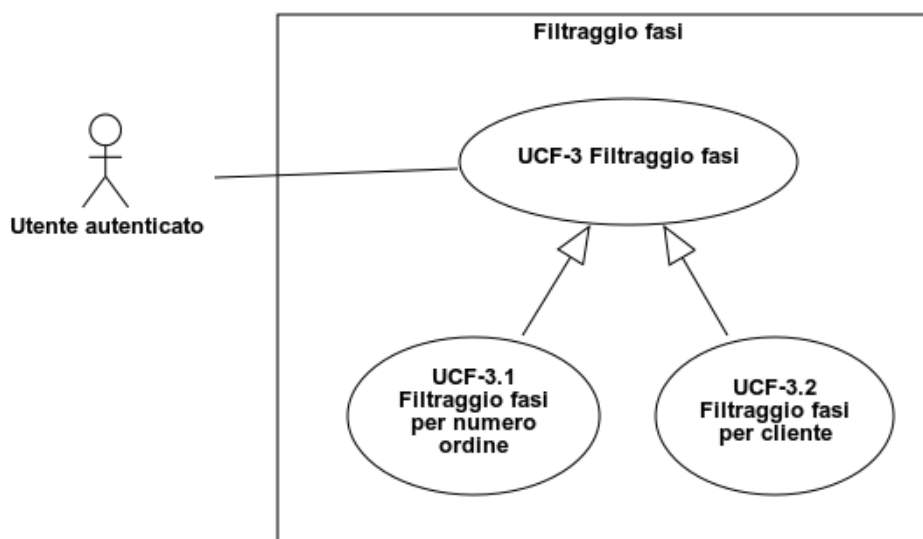 Filtraggio fasi
UCF-3 Filtraggio fasi
Utente autenticato
UCF-3.1
Filtraggio fasi
per numero
ordine
UCF-3.2
Filtraggio fasi
per cliente